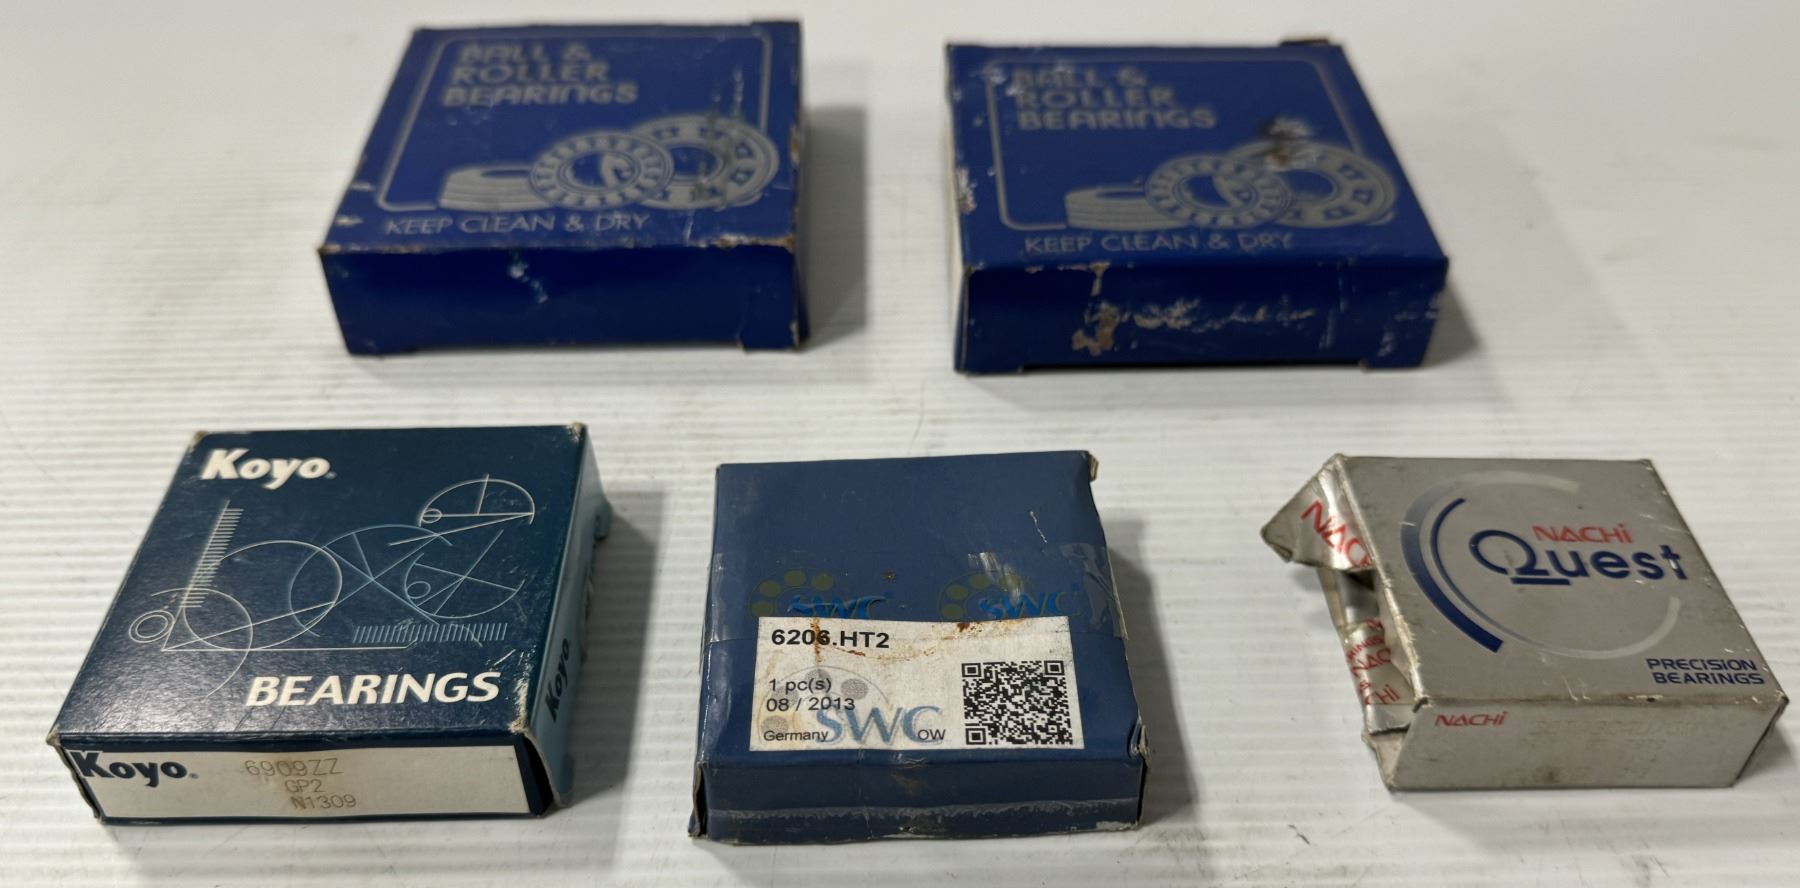 BALL &
ROLLER
BEARINGS
KEEP CLEAN & DRY
BALL &
ROLLER
BEARINGS
KEEP CLEAN & DRY
Koyo
BEARINGS
Koyo
Koyo
6909ZZ
GP2
N1309
SWC
SWC
6206.HT2
1 pc(s)
08 / 2013
Germany
SWC
OW
NACHi
NACHi
Quest
PRECISION
BEARINGS
NACHi